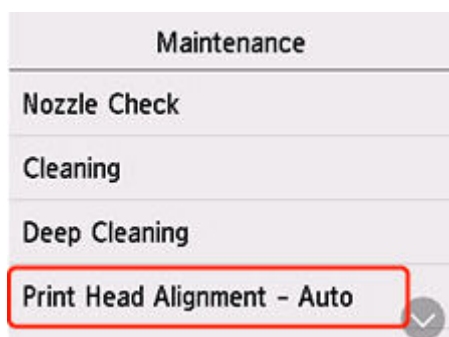 Maintenance
Nozzle Check
Cleaning
Deep Cleaning
Print Head Alignment - Auto